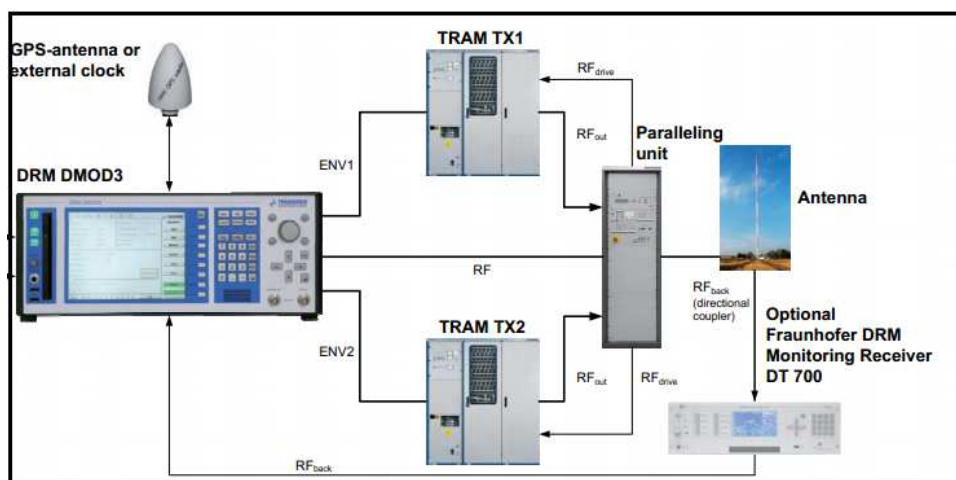 GPS-antenna or
external clock
TRAM TX1
RFdrive
RFout
Paralleling
unit
ENV1
DRM DMOD3
Antenna
RF
RFback
(directional
coupler)
Optional
Fraunhofer DRM
Monitoring Receiver
DT 700
TRAM TX2
ENV2
RFout
RFdrive
RFback